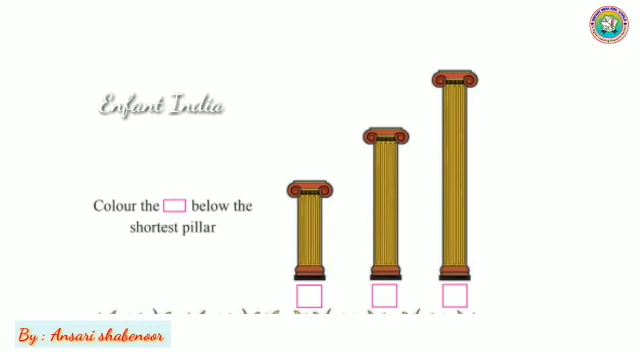 Enfant India
Colour the below the
shortest pillar
By : Ansari shabenoor